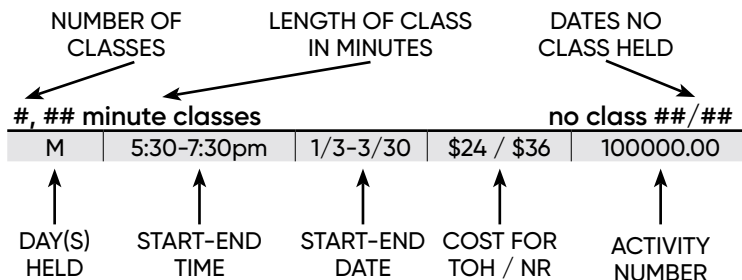 NUMBER OF CLASSES
LENGTH OF CLASS IN MINUTES
DATES NO CLASS HELD
#, ## minute classes no class ##/##
M 5:30-7:30pm 1/3-3/30 $24 / $36 100000.00
DAY(S) HELD
START-END TIME
START-END DATE
COST FOR TOH / NR
ACTIVITY NUMBER